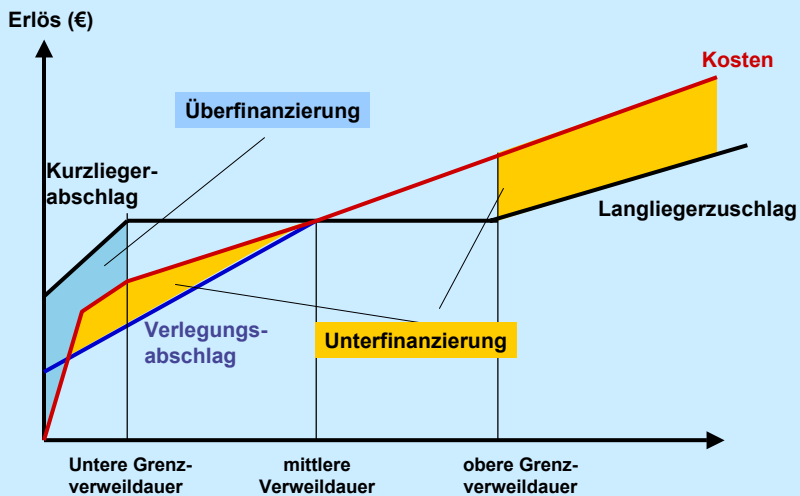 Erlös (€)
Kosten
Überfinanzierung
Kurzlieger-
abschlag
Langliegerzuschlag
Verlegungs-
abschlag
Unterfinanzierung
Untere Grenz-
verweildauer
mittlere
Verweildauer
obere Grenz-
verweildauer